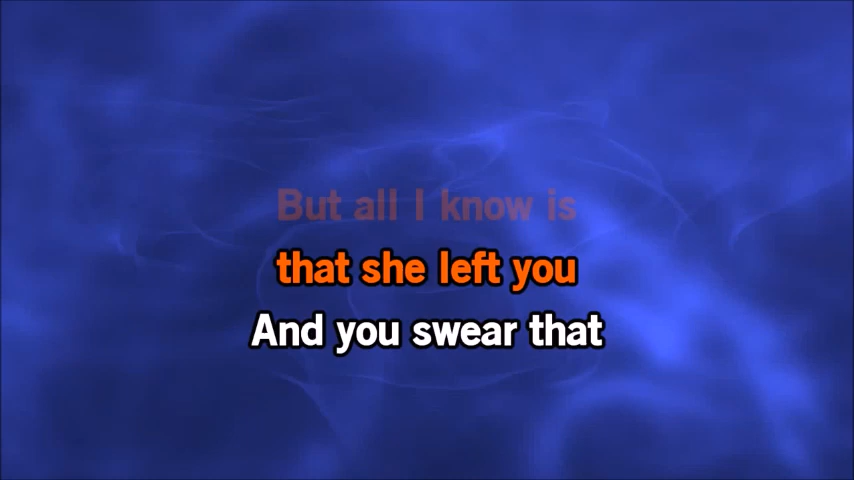 But all I know is
that she left you
And you swear that